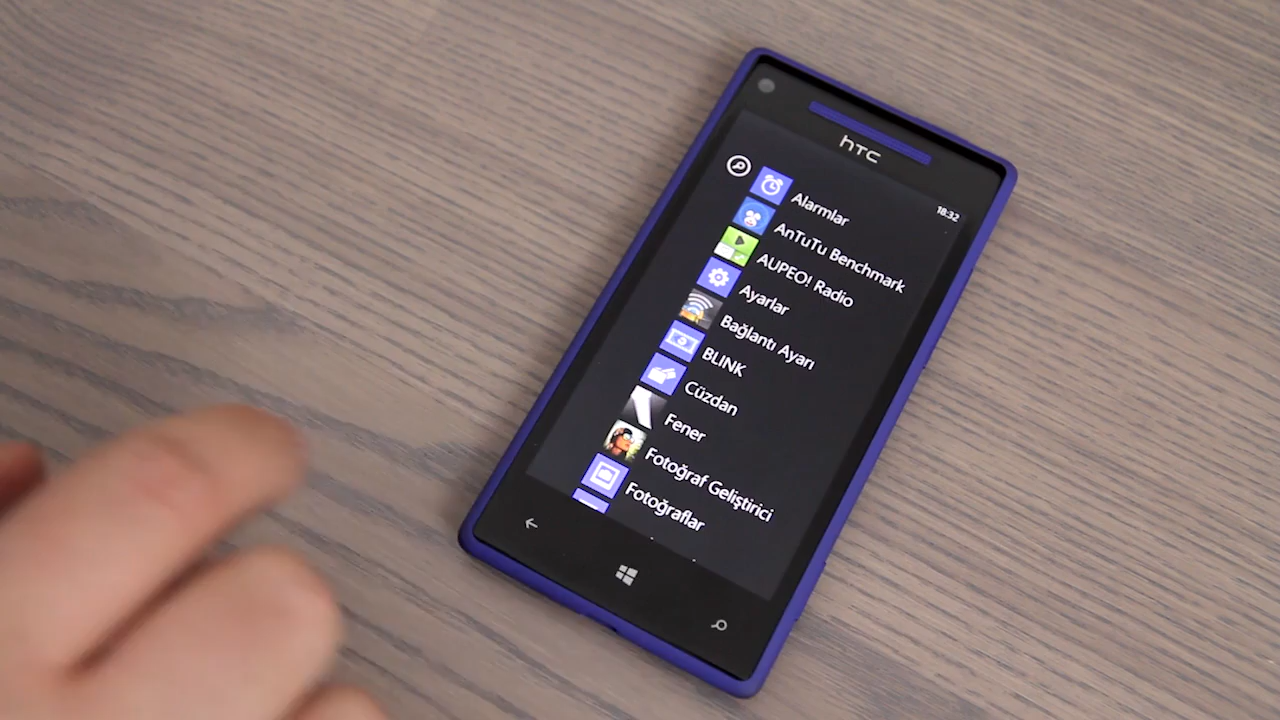 hTC
18:32
Alarmlar
AnTuTu Benchmark
AUPEO! Radio
Ayarlar
Bağlantı Ayarı
BLINK
Cüzdan
Fener
Fotoğraf Geliştirici
Fotoğraflar